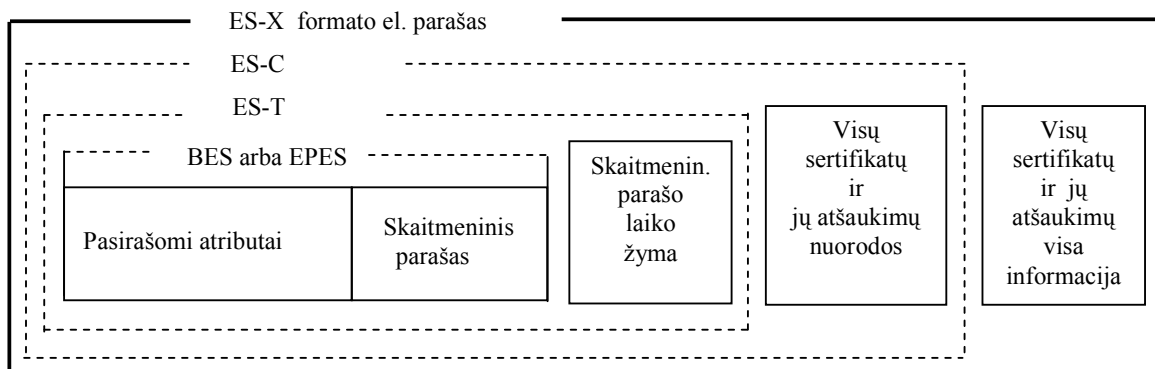 ES-X formato el. parašas
ES-C
ES-T
BES arba EPES
Pasirašomi atributai
Skaitmeninis
parašas
Skaitmenin.
parašo
laiko
žyma
Visų
sertifikatų
ir
jų atšaukimų
nuorodos
Visų
sertifikatų
ir jų
atšaukimų
visa
informacija